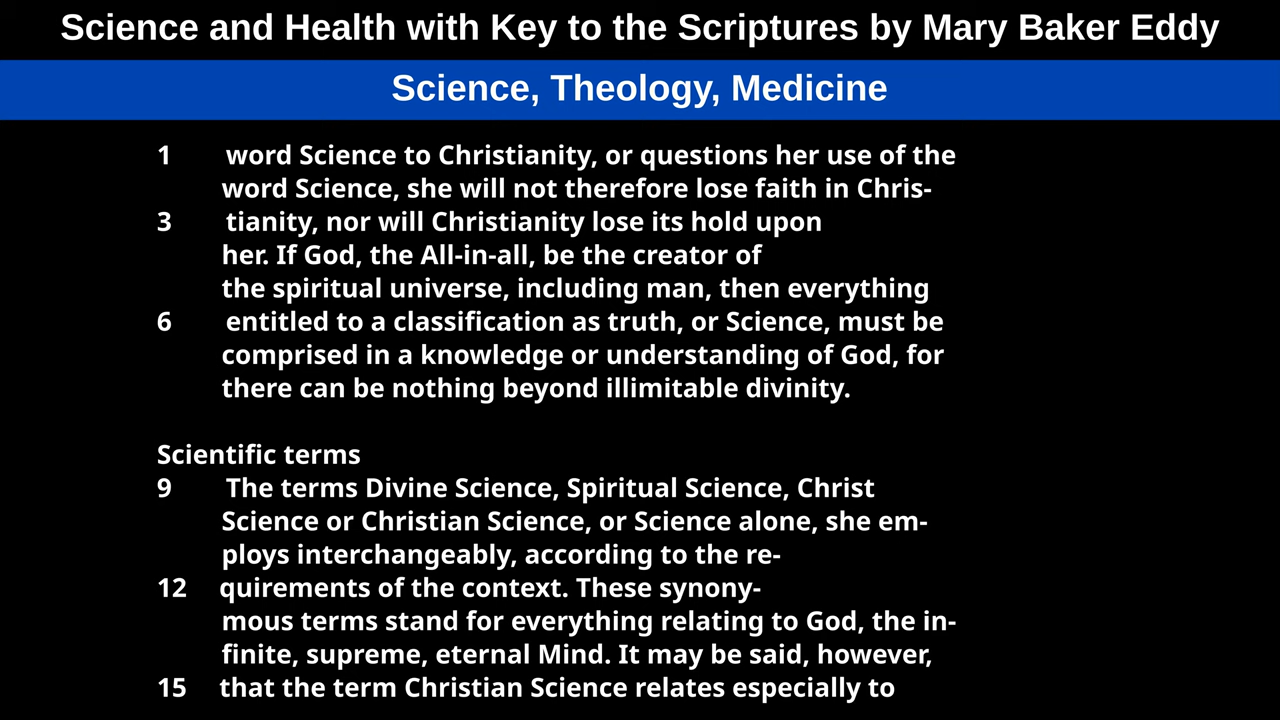 Science and Health with Key to the Scriptures by Mary Baker Eddy
Science, Theology, Medicine
1 word Science to Christianity, or questions her use of the
word Science, she will not therefore lose faith in Chris-
3 tianity, nor will Christianity lose its hold upon
her. If God, the All-in-all, be the creator of
the spiritual universe, including man, then everything
6 entitled to a classification as truth, or Science, must be
comprised in a knowledge or understanding of God, for
there can be nothing beyond illimitable divinity.
Scientific terms
9 The terms Divine Science, Spiritual Science, Christ
Science or Christian Science, or Science alone, she em-
ploys interchangeably, according to the re-
12 quirements of the context. These synony-
mous terms stand for everything relating to God, the in-
finite, supreme, eternal Mind. It may be said, however,
15 that the term Christian Science relates especially to